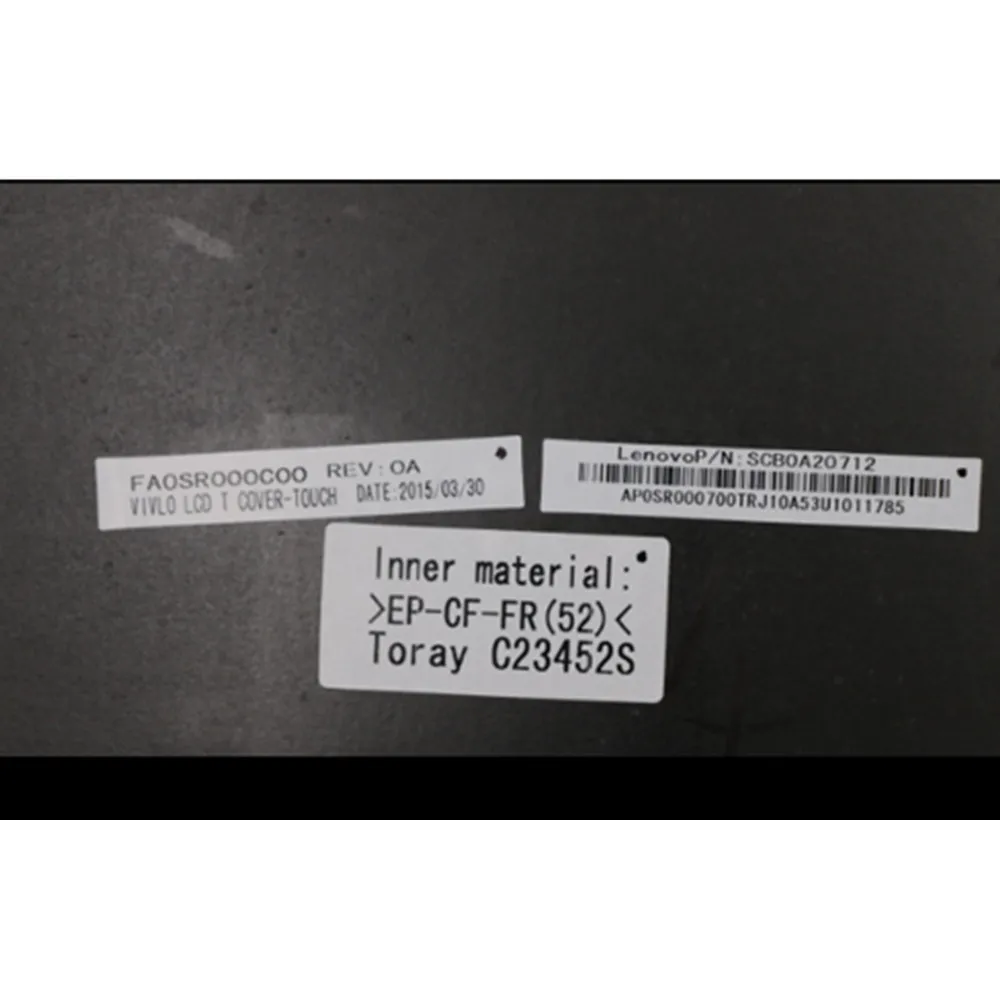 FA0SR000C00 REV:0A
VIVL0 LCD T COVER-TOUCH DATE:2015/03/30
LenovoP/N:SCB0A20712
AP0SR000700TRJ10A53U1011785
Inner material:
>EP-CF-FR(52)<
Toray C23452S